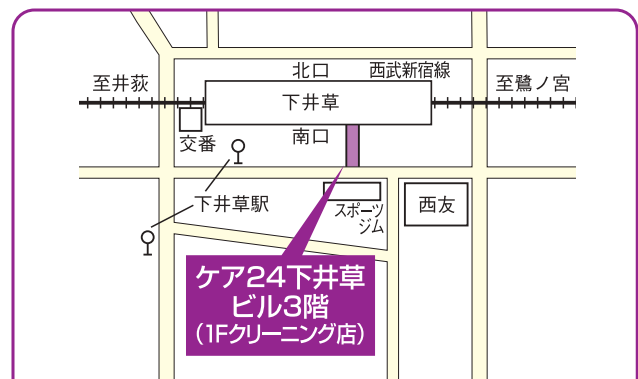 北口
西武新宿線
至井荻
下井草
至鷺ノ宮
交番
南口
下井草駅
スポーツ
ジム
西友
ケア24下井草
ビル3階
(1Fクリーニング店)